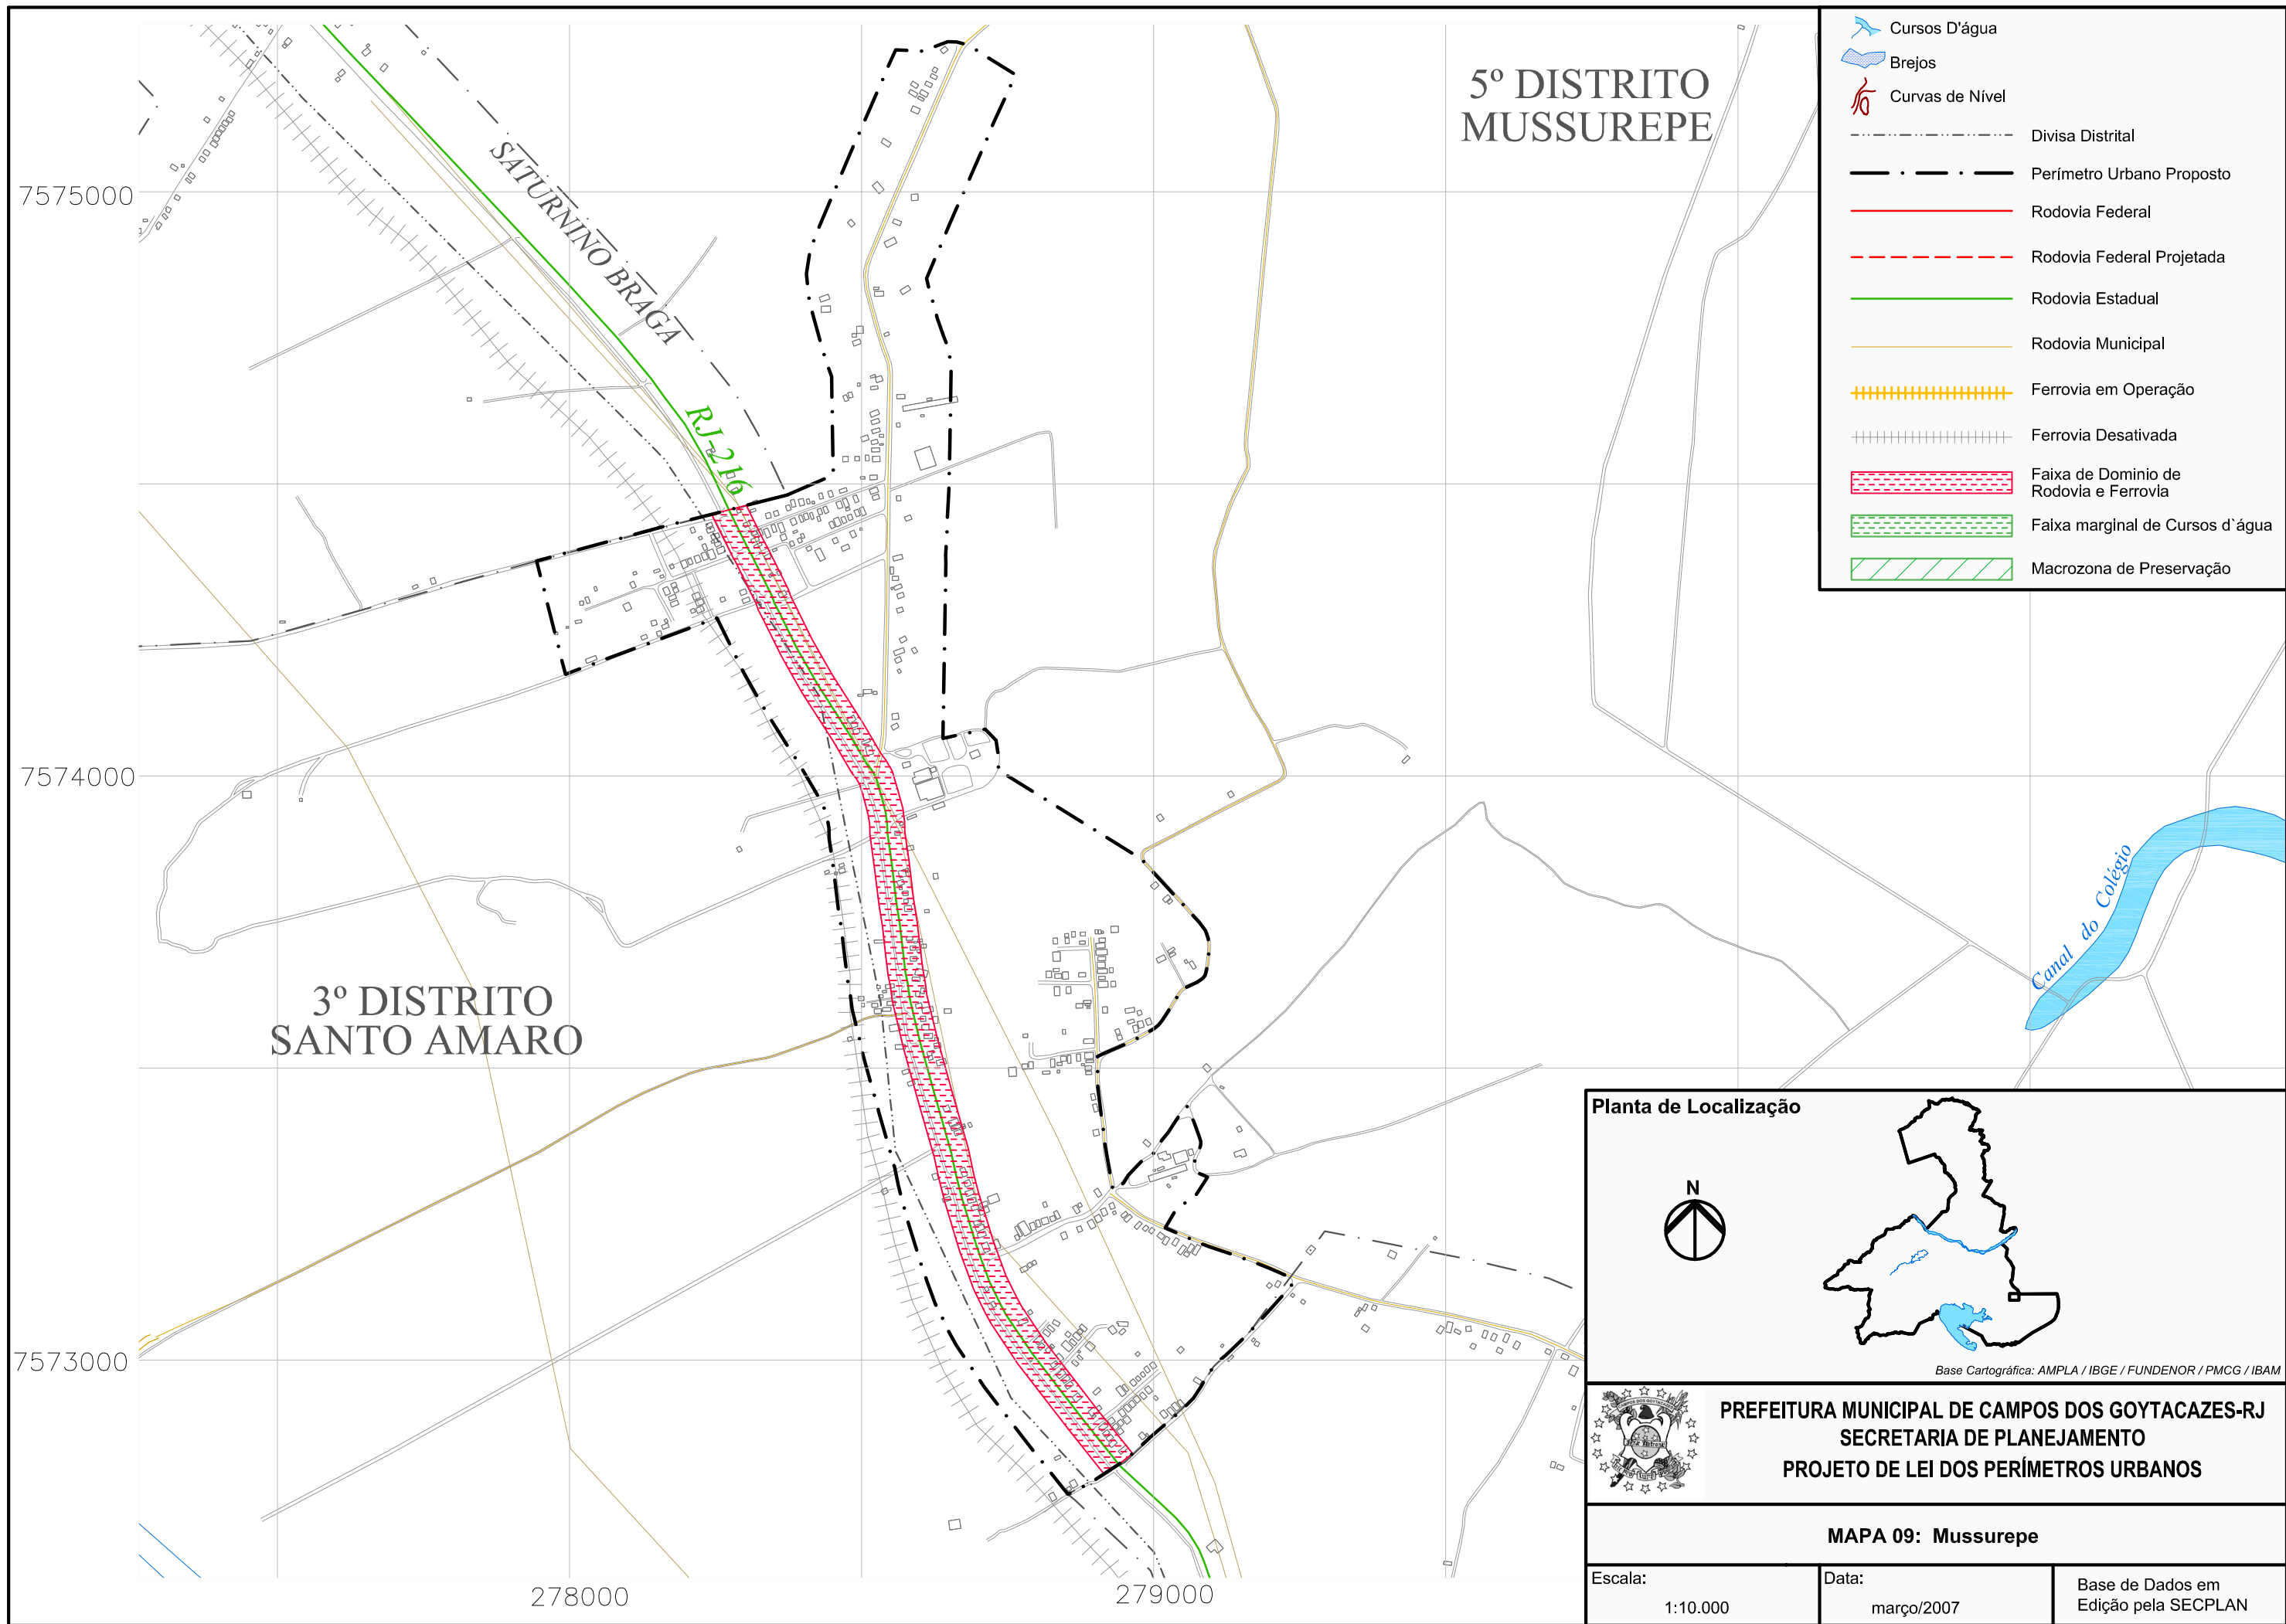 5º DISTRITO
MUSSUREPE
SATURNINO BRAGA
RJ-216
7575000
7574000
7573000
3º DISTRITO
SANTO AMARO
278000
279000
Canal do Colégio
Cursos D'água
Brejos
Curvas de Nível
Divisa Distrital
Perímetro Urbano Proposto
Rodovia Federal
Rodovia Federal Projetada
Rodovia Estadual
Rodovia Municipal
Ferrovia em Operação
Ferrovia Desativada
Faixa de Dominio de
Rodovia e Ferrovia
Faixa marginal de Cursos d`água
Macrozona de Preservação
Planta de Localização
N
Base Cartográfica: AMPLA / IBGE / FUNDENOR / PMCG / IBAM
PREFEITURA MUNICIPAL DE CAMPOS DOS GOYTACAZES-RJ
SECRETARIA DE PLANEJAMENTO
PROJETO DE LEI DOS PERÍMETROS URBANOS
MAPA 09: Mussurepe
Escala:
1:10.000
Data:
março/2007
Base de Dados em
Edição pela SECPLAN